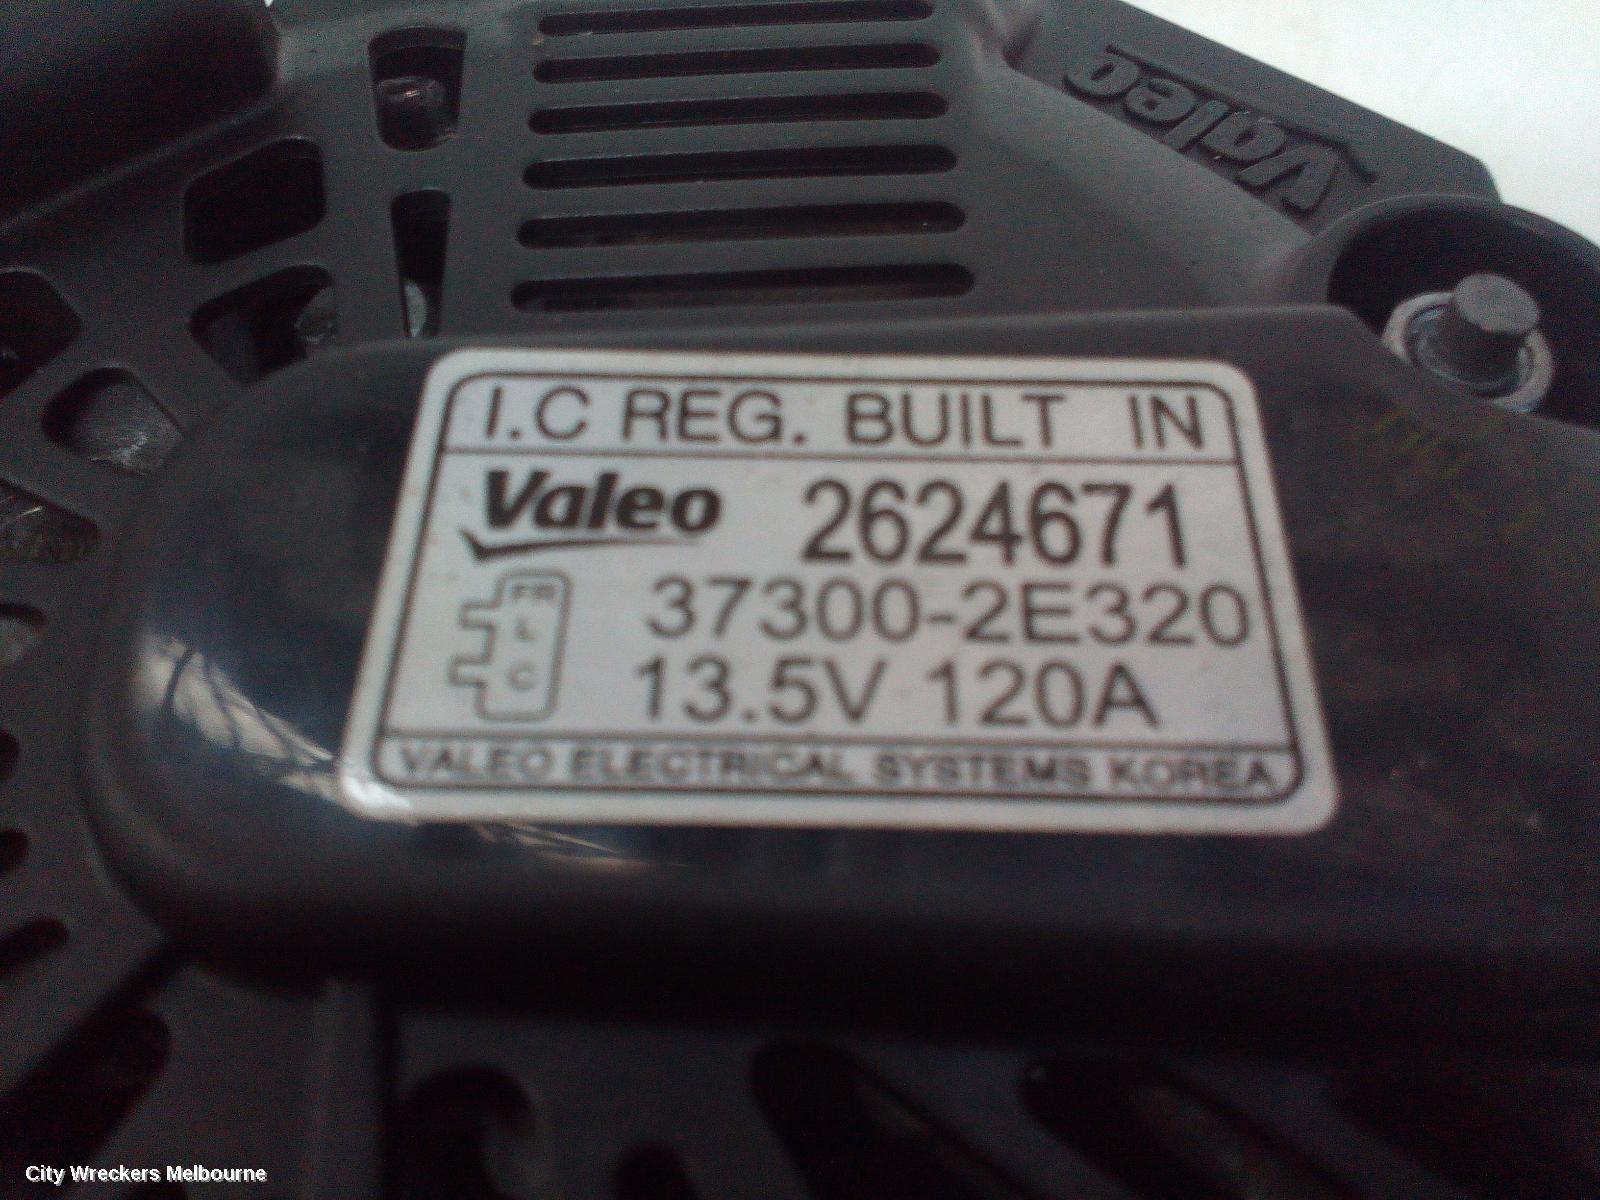 Valeo
I.C REG. BUILT IN
Valeo 2624671
FR
L
C
37300-2E320
13.5V 120A
VALEO ELECTRICAL SYSTEMS KOREA
City Wreckers Melbourne